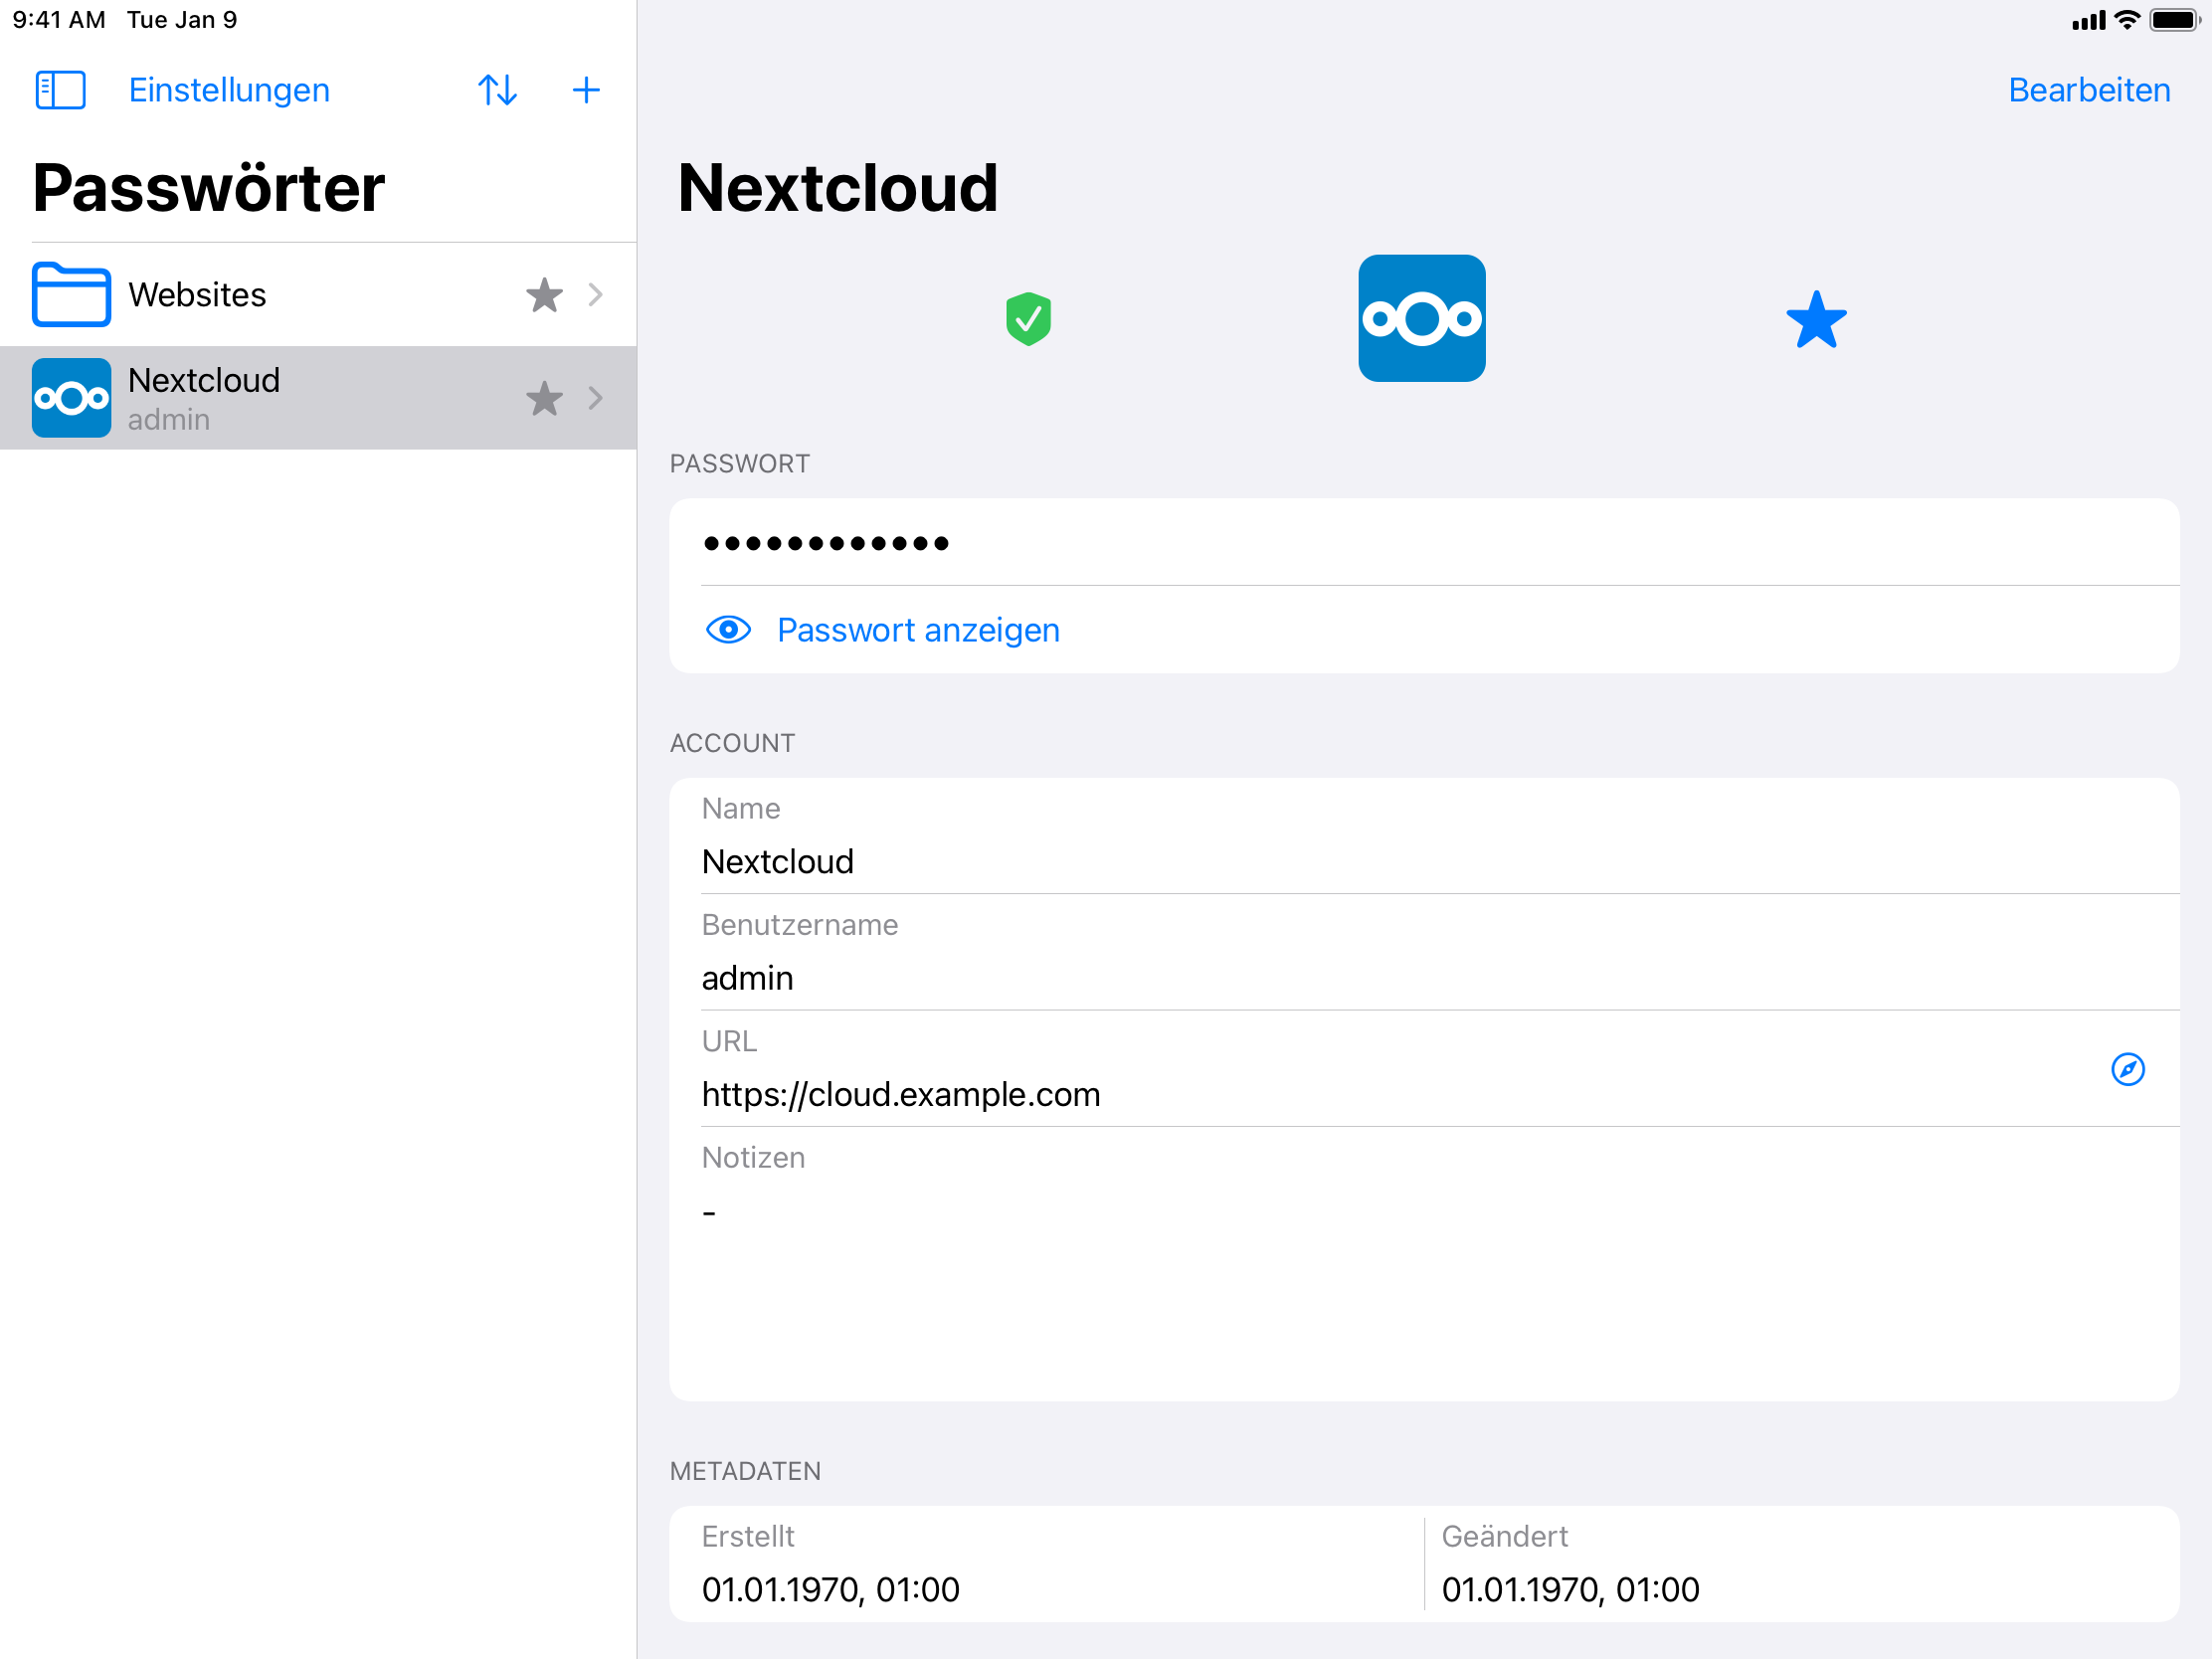 9:41 AM Tue Jan 9
Einstellungen
Passwörter
Websites
Nextcloud
admin
Bearbeiten
Nextcloud
PASSWORT
••••••••••••
Passwort anzeigen
ACCOUNT
Name
Nextcloud
Benutzername
admin
URL
https://cloud.example.com
Notizen
-
METADATEN
Erstellt
01.01.1970, 01:00
Geändert
01.01.1970, 01:00